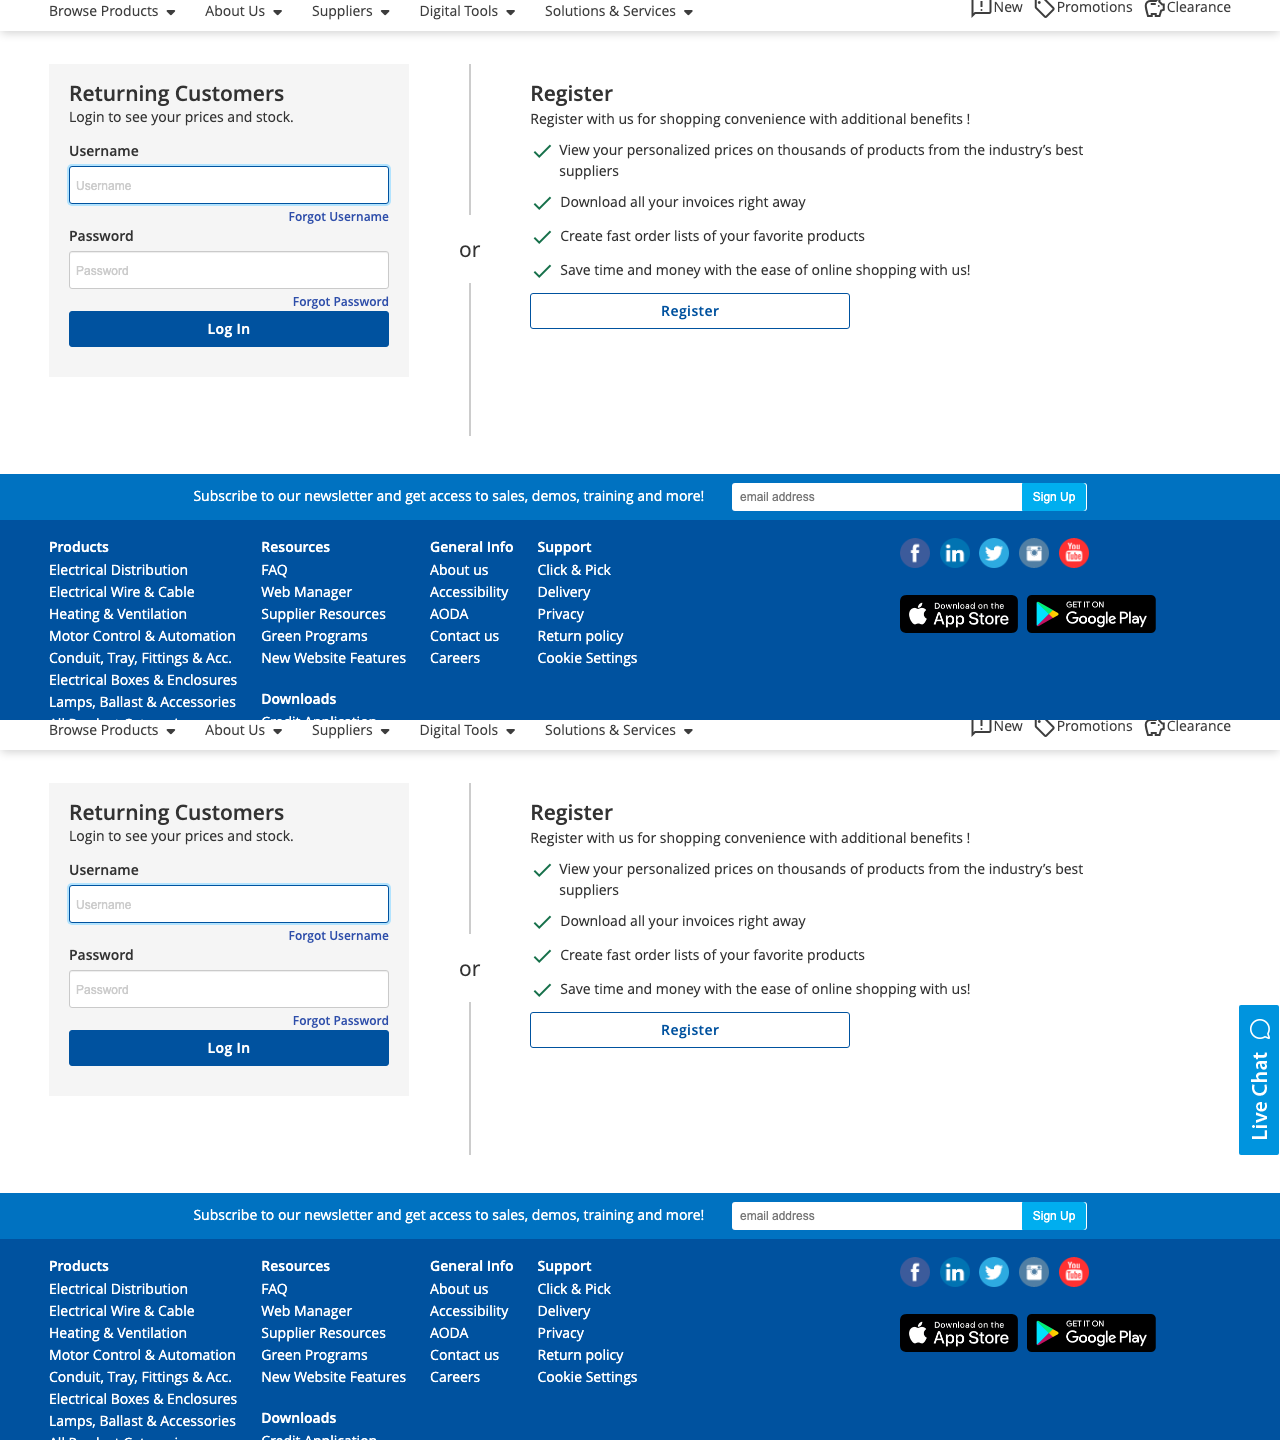 Browse Products
About Us
Suppliers
Digital Tools
Solutions & Services
New
Promotions
Clearance
Returning Customers
Login to see your prices and stock.
Username
Username
Forgot Username
Password
Password
Forgot Password
Log In
or
Register
Register with us for shopping convenience with additional benefits !
View your personalized prices on thousands of products from the industry's best
suppliers
Download all your invoices right away
Create fast order lists of your favorite products
Save time and money with the ease of online shopping with us!
Register
Subscribe to our newsletter and get access to sales, demos, training and more!
email address
Sign Up
Products
Electrical Distribution
Electrical Wire & Cable
Heating & Ventilation
Motor Control & Automation
Conduit, Tray, Fittings & Acc.
Electrical Boxes & Enclosures
Lamps, Ballast & Accessories
Resources
FAQ
Web Manager
Supplier Resources
Green Programs
New Website Features
Downloads
Credit Application
General Info
About us
Accessibility
AODA
Contact us
Careers
Support
Click & Pick
Delivery
Privacy
Return policy
Cookie Settings
f
in
You
Tube
Download on the
App Store
GET IT ON
Google Play
Browse Products
About Us
Suppliers
Digital Tools
Solutions & Services
New
Promotions
Clearance
Returning Customers
Login to see your prices and stock.
Username
Username
Forgot Username
Password
Password
Forgot Password
Log In
or
Register
Register with us for shopping convenience with additional benefits !
View your personalized prices on thousands of products from the industry's best
suppliers
Download all your invoices right away
Create fast order lists of your favorite products
Save time and money with the ease of online shopping with us!
Register
Live Chat
Subscribe to our newsletter and get access to sales, demos, training and more!
email address
Sign Up
Products
Electrical Distribution
Electrical Wire & Cable
Heating & Ventilation
Motor Control & Automation
Conduit, Tray, Fittings & Acc.
Electrical Boxes & Enclosures
Lamps, Ballast & Accessories
Resources
FAQ
Web Manager
Supplier Resources
Green Programs
New Website Features
Downloads
Credit Application
General Info
About us
Accessibility
AODA
Contact us
Careers
Support
Click & Pick
Delivery
Privacy
Return policy
Cookie Settings
f
in
You
Tube
Download on the
App Store
GET IT ON
Google Play